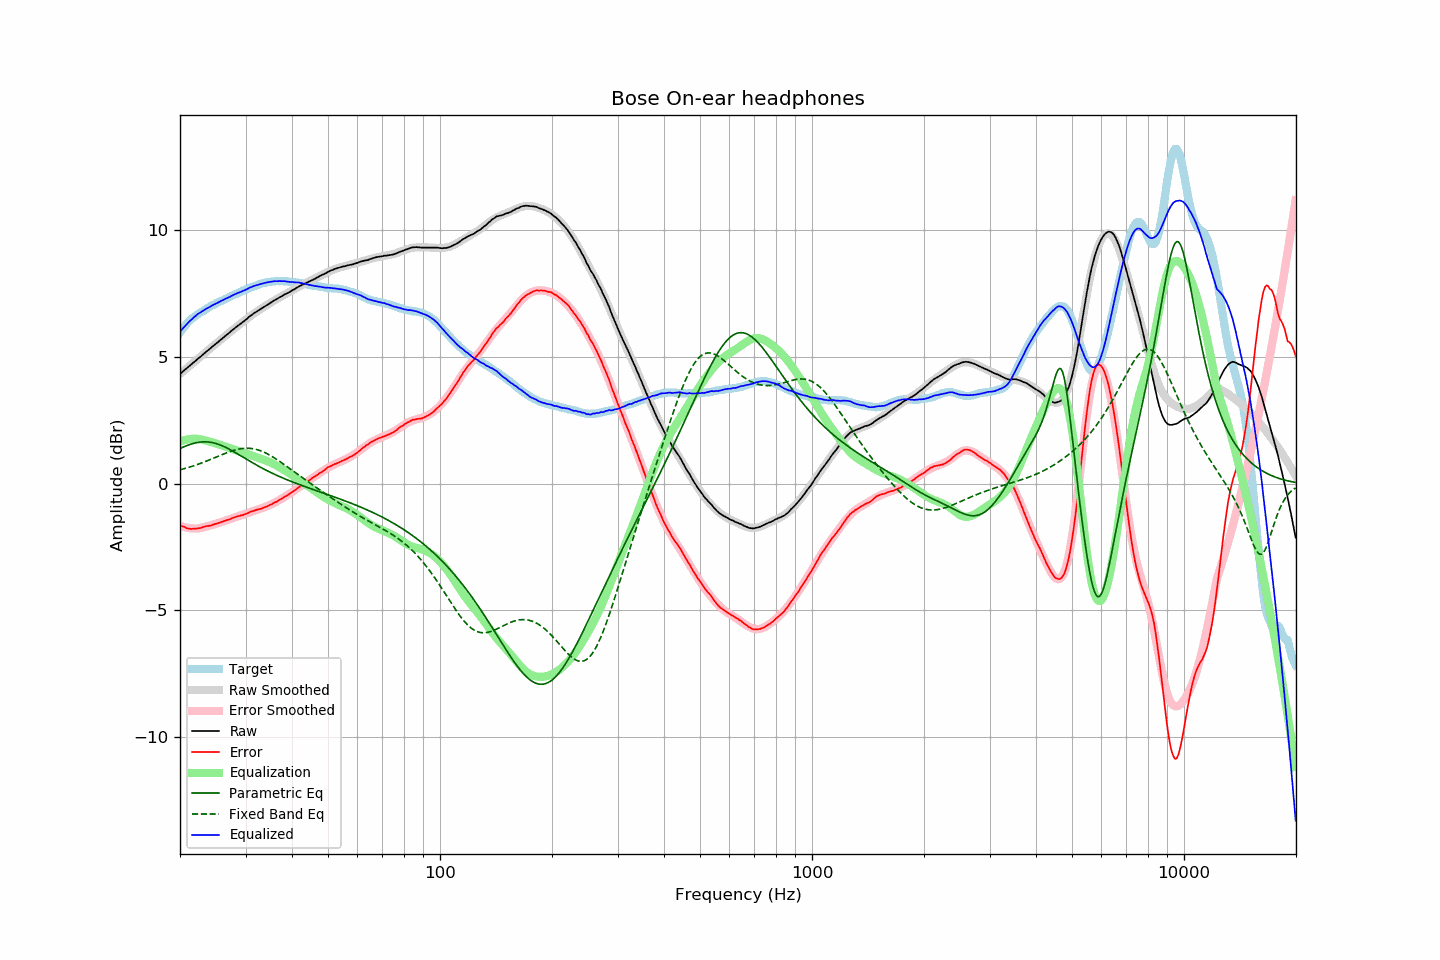 Bose On-ear headphones
Amplitude (dBr)
10
5
0
−5
−10
Target
Raw Smoothed
Error Smoothed
Raw
Error
Equalization
Parametric Eq
Fixed Band Eq
Equalized
100
1000
10000
Frequency (Hz)